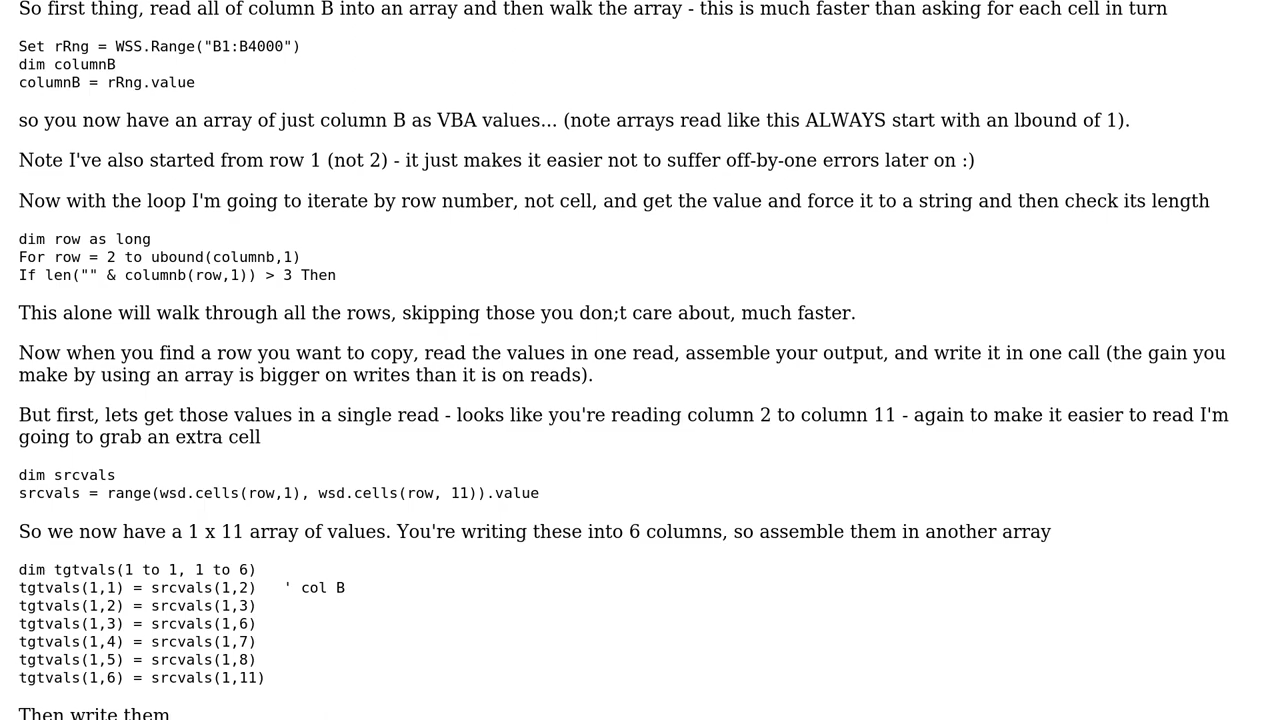 So first thing, read all of column B into an array and then walk the array - this is much faster than asking for each cell in turn
Set rRng = WSS.Range("B1:B4000")
dim columnB
columnB = rRng.value
so you now have an array of just column B as VBA values... (note arrays read like this ALWAYS start with an lbound of 1).
Note I've also started from row 1 (not 2) - it just makes it easier not to suffer off-by-one errors later on :)
Now with the loop I'm going to iterate by row number, not cell, and get the value and force it to a string and then check its length
dim row as long
For row = 2 to ubound(columnb,1)
If len("" & columnb(row,1)) > 3 Then
This alone will walk through all the rows, skipping those you don;t care about, much faster.
Now when you find a row you want to copy, read the values in one read, assemble your output, and write it in one call (the gain you
make by using an array is bigger on writes than it is on reads).
But first, lets get those values in a single read - looks like you're reading column 2 to column 11 - again to make it easier to read I'm
going to grab an extra cell
dim srcvals
srcvals = range(wsd.cells(row,1), wsd.cells(row, 11)).value
So we now have a 1 x 11 array of values. You're writing these into 6 columns, so assemble them in another array
dim tgtvals(1 to 1, 1 to 6)
tgtvals(1,1) = srcvals(1,2)   ' col B
tgtvals(1,2) = srcvals(1,3)
tgtvals(1,3) = srcvals(1,6)
tgtvals(1,4) = srcvals(1,7)
tgtvals(1,5) = srcvals(1,8)
tgtvals(1,6) = srcvals(1,11)
Then write them